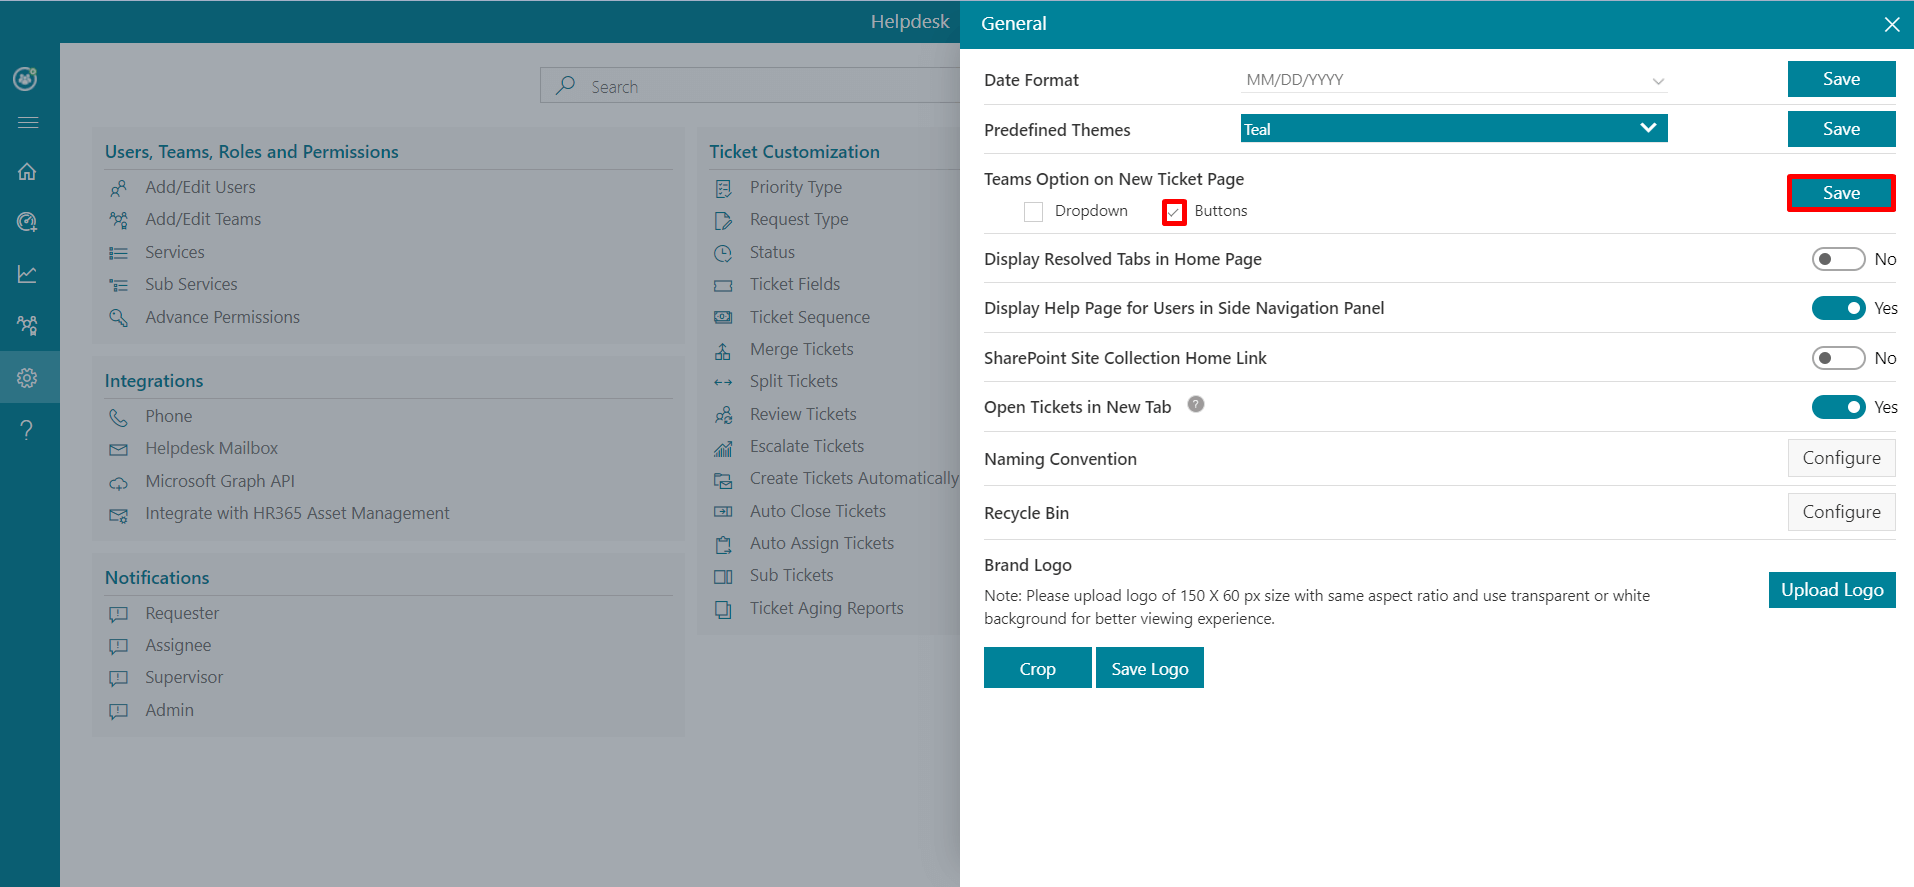 Helpdesk
General
Search
Users, Teams, Roles and Permissions
Add/Edit Users
Add/Edit Teams
Services
Sub Services
Advance Permissions
Integrations
Phone
Helpdesk Mailbox
Microsoft Graph API
Integrate with HR365 Asset Management
Notifications
Requester
Assignee
Supervisor
Admin
Ticket Customization
Priority Type
Request Type
Status
Ticket Fields
Ticket Sequence
Merge Tickets
Split Tickets
Review Tickets
Escalate Tickets
Create Tickets Automatically
Auto Close Tickets
Auto Assign Tickets
Sub Tickets
Ticket Aging Reports
Date Format
MM/DD/YYYY
Save
Predefined Themes
Teal
Save
Teams Option on New Ticket Page
Dropdown
Buttons
Save
Display Resolved Tabs in Home Page
No
Display Help Page for Users in Side Navigation Panel
Yes
SharePoint Site Collection Home Link
No
Open Tickets in New Tab
?
Yes
Naming Convention
Configure
Recycle Bin
Configure
Brand Logo
Note: Please upload logo of 150 X 60 px size with same aspect ratio and use transparent or white
background for better viewing experience.
Upload Logo
Crop
Save Logo